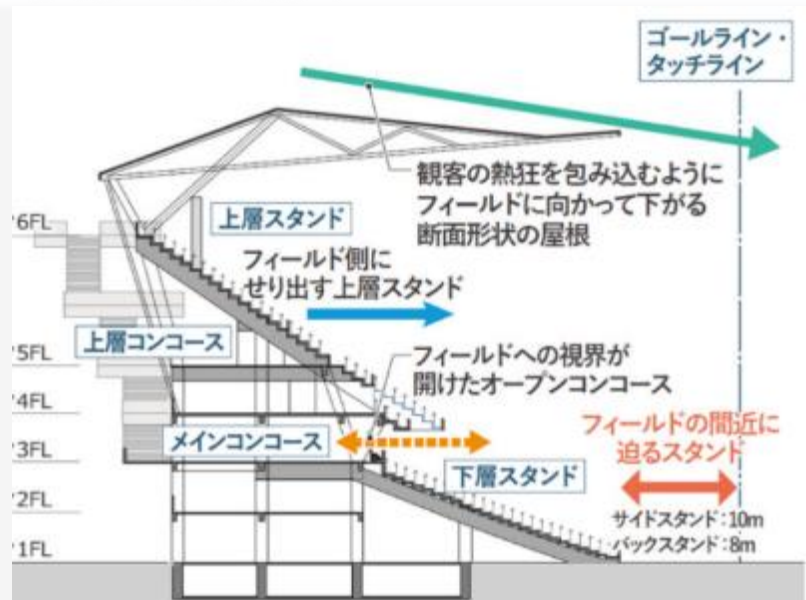 ゴールライン・
タッチライン
観客の熱狂を包み込むように
フィールドに向かって下がる
断面形状の屋根
上層スタンド
6FL
フィールド側に
せり出す上層スタンド
上層コンコース
フィールドへの視界が
開けたオープンコンコース
5FL
4FL
メインコンコース
フィールドの間近に
迫るスタンド
3FL
下層スタンド
2FL
サイドスタンド:10m
バックスタンド:8m
1FL